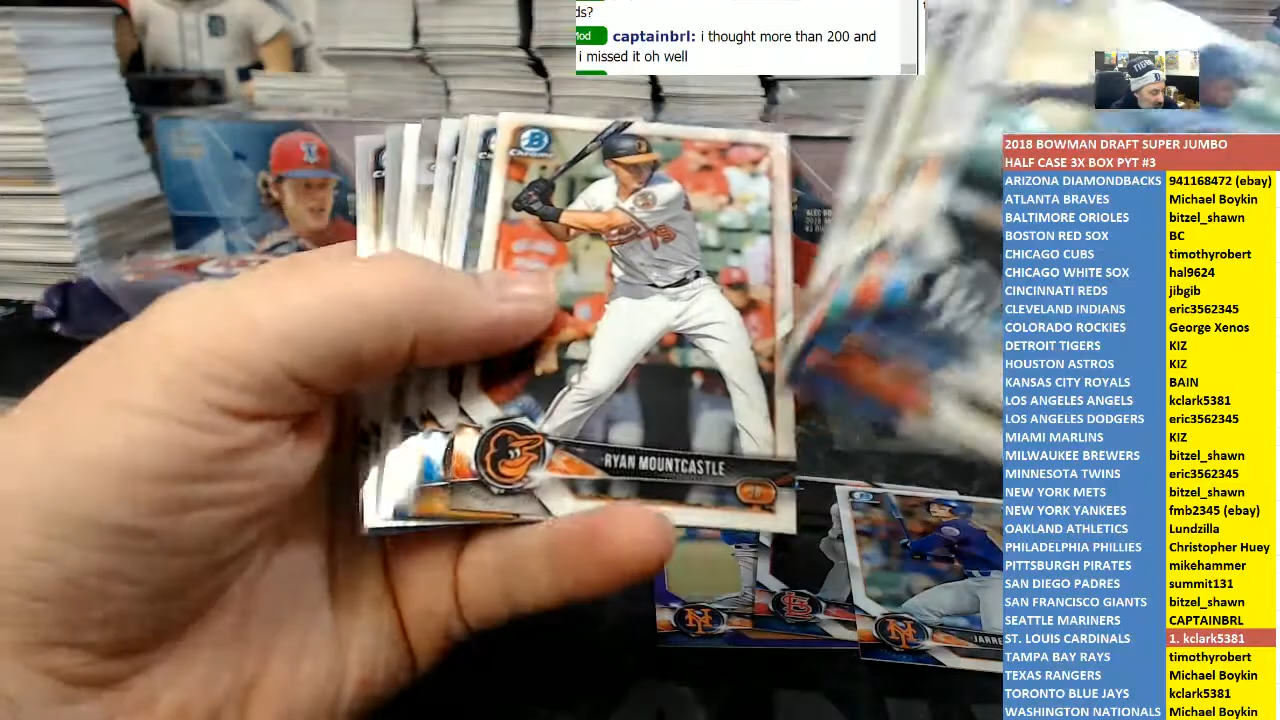 ds?
Mod captainbrl: i thought more than 200 and
i missed it oh well
TIGE
2018 BOWMAN DRAFT SUPER JUMBO
HALF CASE 3X BOX PYT #3
ARIZONA DIAMONDBACKS 941168472 (ebay)
ATLANTA BRAVES Michael Boykin
BALTIMORE ORIOLES bitzel_shawn
BOSTON RED SOX BC
CHICAGO CUBS timothyrobert
CHICAGO WHITE SOX hal9624
CINCINNATI REDS jibgib
CLEVELAND INDIANS eric3562345
COLORADO ROCKIES George Xenos
DETROIT TIGERS KIZ
HOUSTON ASTROS KIZ
KANSAS CITY ROYALS BAIN
LOS ANGELES ANGELS kclark5381
LOS ANGELES DODGERS eric3562345
MIAMI MARLINS KIZ
MILWAUKEE BREWERS bitzel_shawn
MINNESOTA TWINS eric3562345
NEW YORK METS bitzel_shawn
NEW YORK YANKEES fmb2345 (ebay)
OAKLAND ATHLETICS Lundzilla
PHILADELPHIA PHILLIES Christopher Huey
PITTSBURGH PIRATES mikehammer
SAN DIEGO PADRES summit131
SAN FRANCISCO GIANTS bitzel_shawn
SEATTLE MARINERS CAPTAINBRL
ST. LOUIS CARDINALS 1. kclark5381
TAMPA BAY RAYS timothyrobert
TEXAS RANGERS Michael Boykin
TORONTO BLUE JAYS kclark5381
WASHINGTON NATIONALS Michael Boykin
B
Chrome
19
RYAN MOUNTCASTLE
JARRE